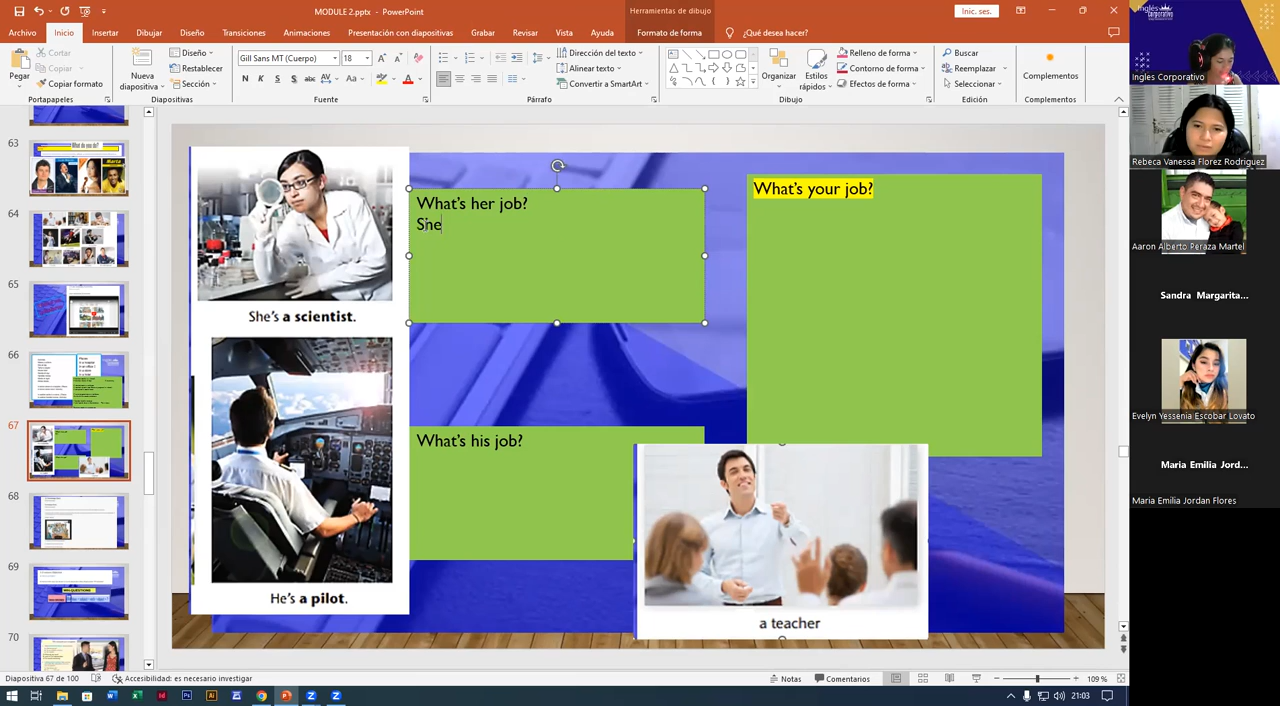 MODULE 2.pptx - PowerPoint
Herramientas de dibujo
Inic. ses.
Archivo
Inicio
Insertar
Dibujar
Diseño
Transiciones
Animaciones
Presentación con diapositivas
Grabar
Revisar
Vista
Ayuda
Formato de forma
¿Qué desea hacer?
Pegar
Cortar
Copiar
Copiar formato
Portapapeles
Nueva diapositiva
Diseño
Restablecer
Sección
Diapositivas
Gill Sans MT (Cuerpo)
18
Fuente
Dirección del texto
Alinear texto
Convertir a SmartArt
Párrafo
Organizar
Estilos rápidos
Relleno de forma
Contorno de forma
Efectos de forma
Dibujo
Buscar
Reemplazar
Seleccionar
Edición
Complementos
Complementos
63
64
65
66
67
68
69
70
She's a scientist.
He's a pilot.
What's her job?
She
What's his job?
What's your job?
a teacher
Ingles Corporativo
Rebeca Vanessa Florez Rodriguez
Aaron Alberto Peraza Martel
Sandra Margarita...
Evelyn Yessenia Escobar Lovato
Maria Emilia Jord...
Maria Emilia Jordan Flores
Diapositiva 67 de 100
Accesibilidad: es necesario investigar
Notas
Comentarios
109 %
21:03